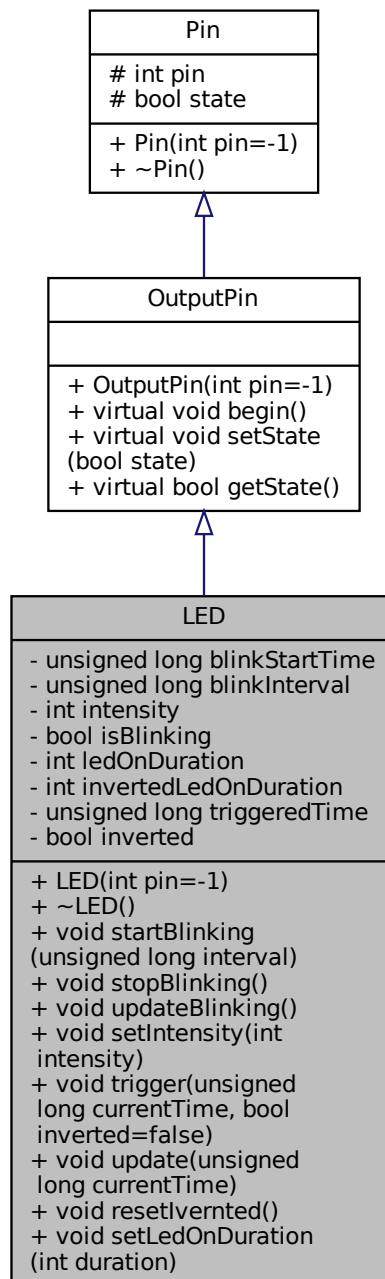 Pin
# int pin
# bool state
+ Pin(int pin=-1)
+ ~Pin()
OutputPin
+ OutputPin(int pin=-1)
+ virtual void begin()
+ virtual void setState
(bool state)
+ virtual bool getState()
LED
- unsigned long blinkStartTime
- unsigned long blinkInterval
- int intensity
- bool isBlinking
- int ledOnDuration
- int invertedLedOnDuration
- unsigned long triggeredTime
- bool inverted
+ LED(int pin=-1)
+ ~LED()
+ void startBlinking
(unsigned long interval)
+ void stopBlinking()
+ void updateBlinking()
+ void setIntensity(int
intensity)
+ void trigger(unsigned
long currentTime, bool
inverted=false)
+ void update(unsigned
long currentTime)
+ void resetIvernted()
+ void setLedOnDuration
(int duration)